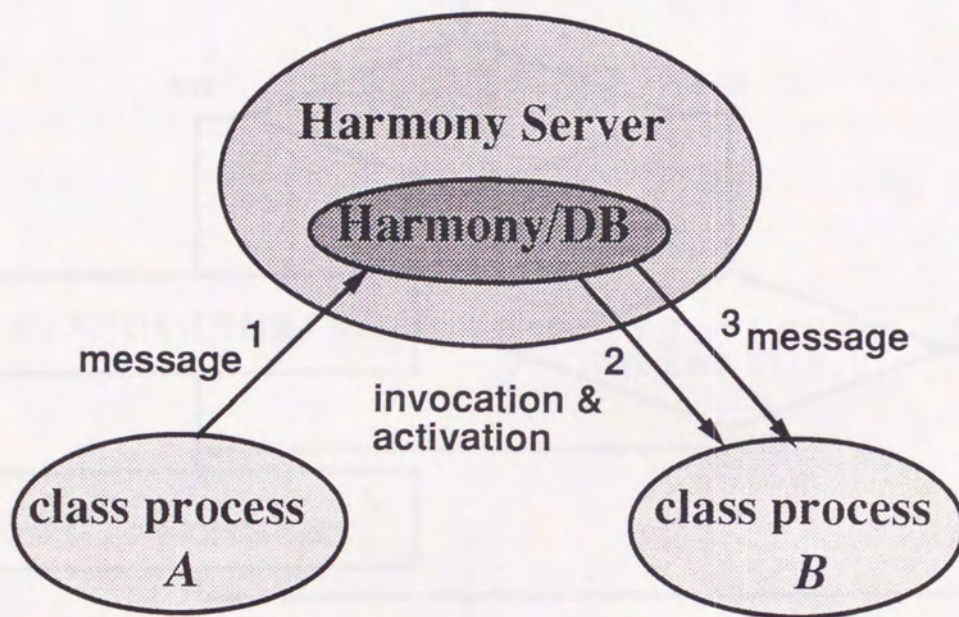 Harmony Server
Harmony/DB
message 1
2
3 message
invocation &
activation
class process
A
class process
B